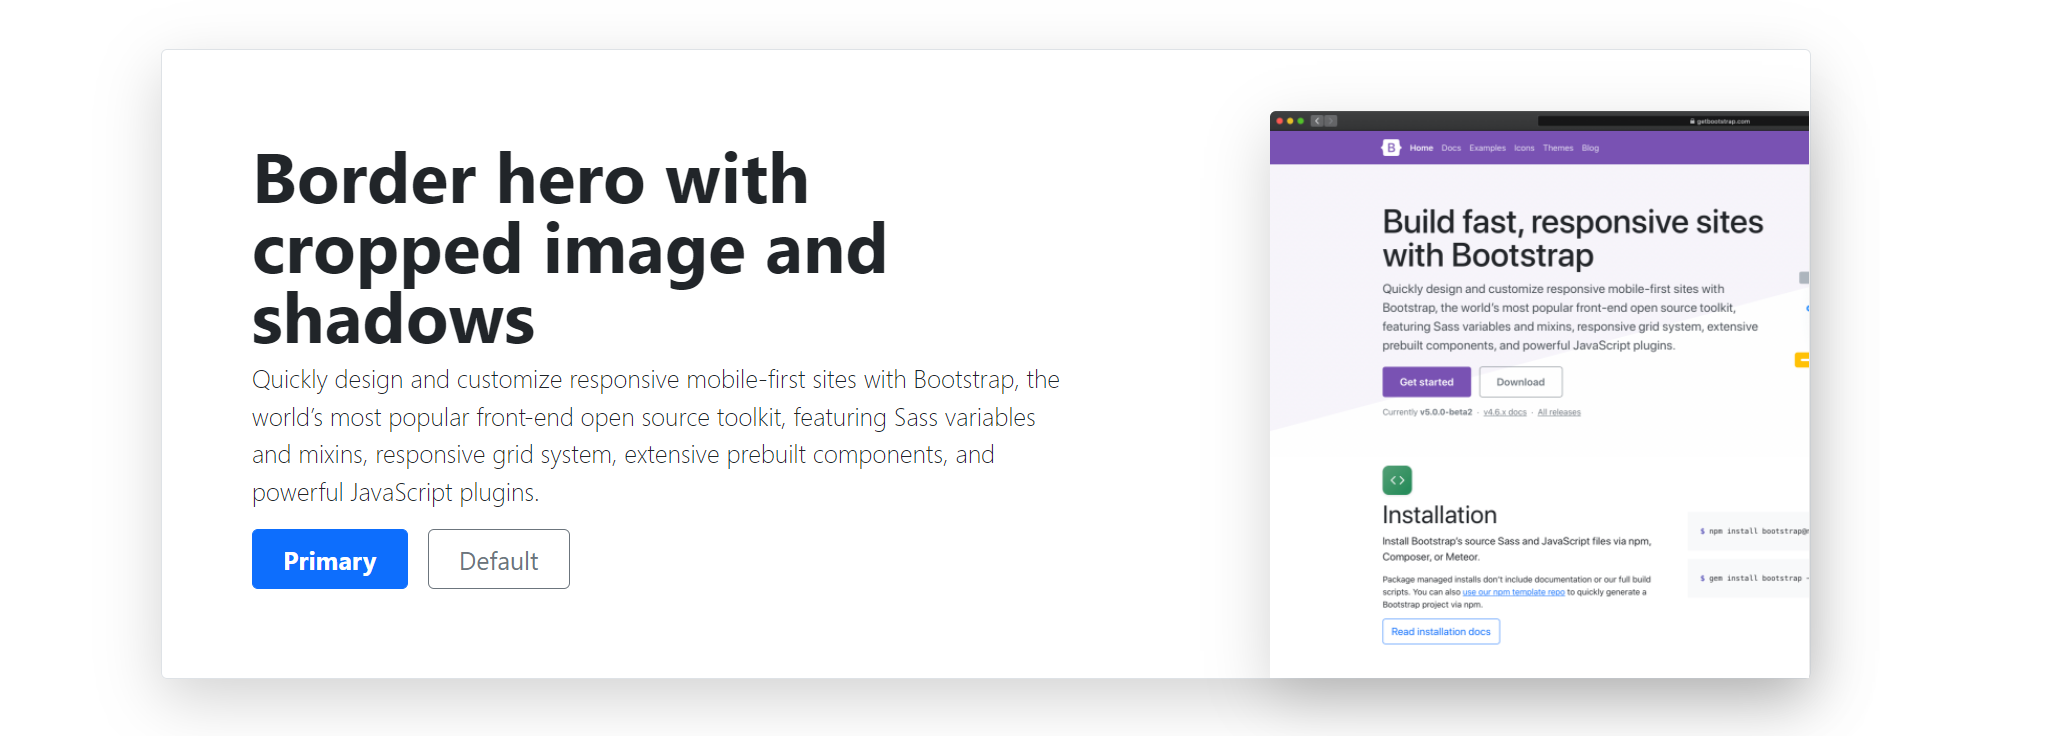 Border hero with
cropped image and
shadows
Quickly design and customize responsive mobile-first sites with Bootstrap, the
world’s most popular front-end open source toolkit, featuring Sass variables
and mixins, responsive grid system, extensive prebuilt components, and
powerful JavaScript plugins.
Primary Default
getbootstrap.com
B Home Docs Examples Icons Themes Blog
Build fast, responsive sites
with Bootstrap
Quickly design and customize responsive mobile-first sites with
Bootstrap, the world’s most popular front-end open source toolkit,
featuring Sass variables and mixins, responsive grid system, extensive
prebuilt components, and powerful JavaScript plugins.
Get started Download
Currently v5.0.0-beta2 · v4.6.x docs · All releases
Installation
Install Bootstrap’s source Sass and JavaScript files via npm,
Composer, or Meteor.
Package managed installs don’t include documentation or our full build
scripts. You can also use our npm template repo to quickly generate a
Bootstrap project via npm.
Read installation docs
$ npm install bootstrap@
$ gem install bootstrap -